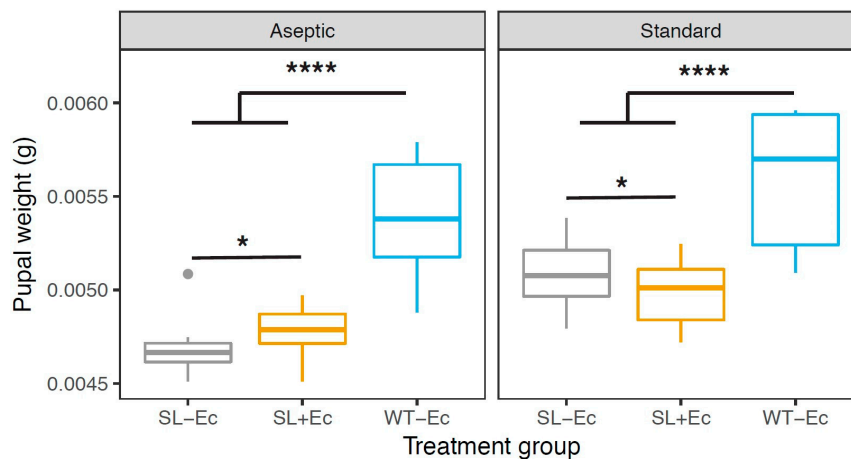 Aseptic
Standard
Pupal weight (g)
0.0060
0.0055
0.0050
0.0045
****
*
****
*
SL−Ec
SL+Ec
WT−Ec
SL−Ec
SL+Ec
WT−Ec
Treatment group